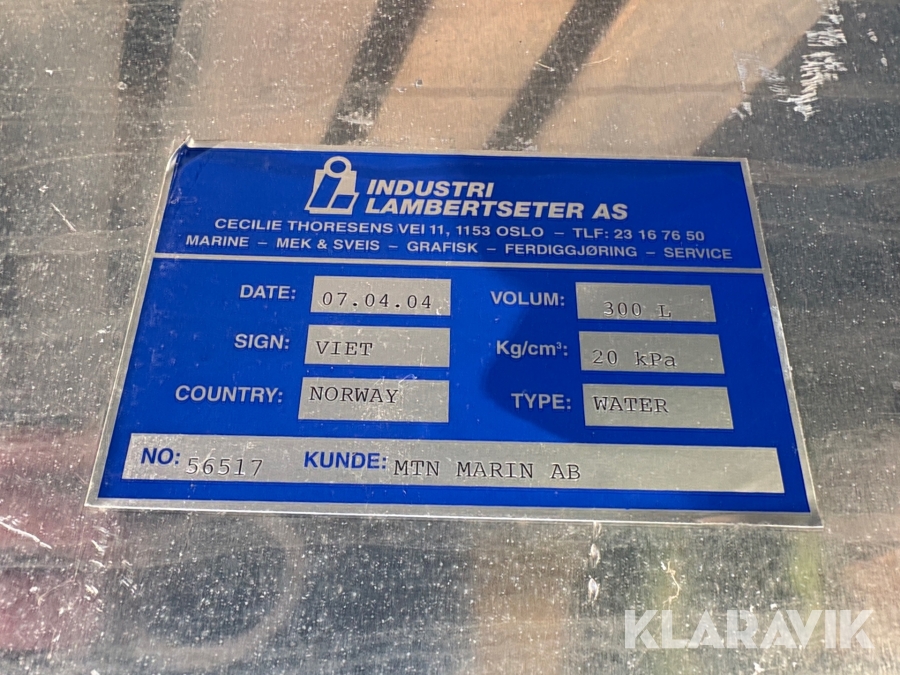 INDUSTRI
LAMBERTSETER AS
CECILIE THORESENS VEI 11, 1153 OSLO – TLF: 23 16 76 50
MARINE – MEK & SVEIS – GRAFISK – FERDIGGJØRING – SERVICE
DATE: 07.04.04 VOLUM: 300 L
SIGN: VIET Kg/cm³: 20 kPa
COUNTRY: NORWAY TYPE: WATER
NO: 56517 KUNDE: MTN MARIN AB
KLARAVIK